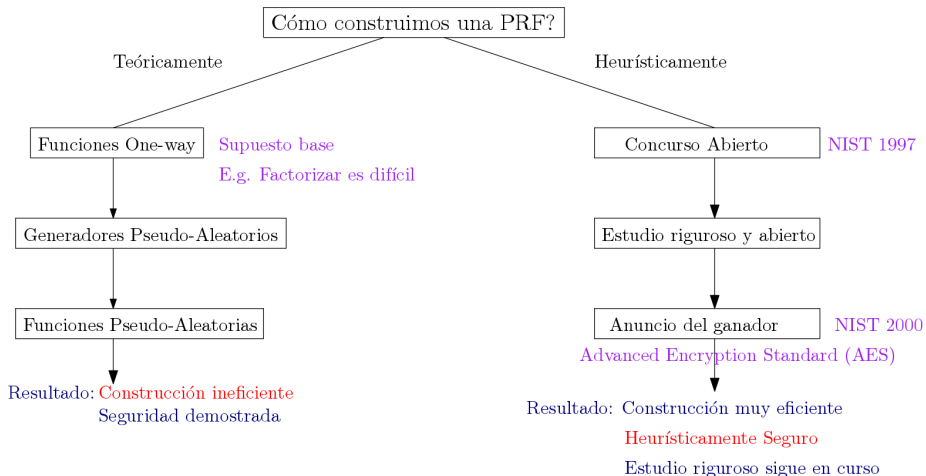 Cómo construimos una PRF?
Teóricamente
Heurísticamente
Funciones One-way
Supuesto base
E.g. Factorizar es difícil
Generadores Pseudo-Aleatorios
Funciones Pseudo-Aleatorias
Resultado: Construcción ineficiente
Seguridad demostrada
Concurso Abierto
NIST 1997
Estudio riguroso y abierto
Anuncio del ganador
NIST 2000
Advanced Encryption Standard (AES)
Resultado: Construcción muy eficiente
Heurísticamente Seguro
Estudio riguroso sigue en curso